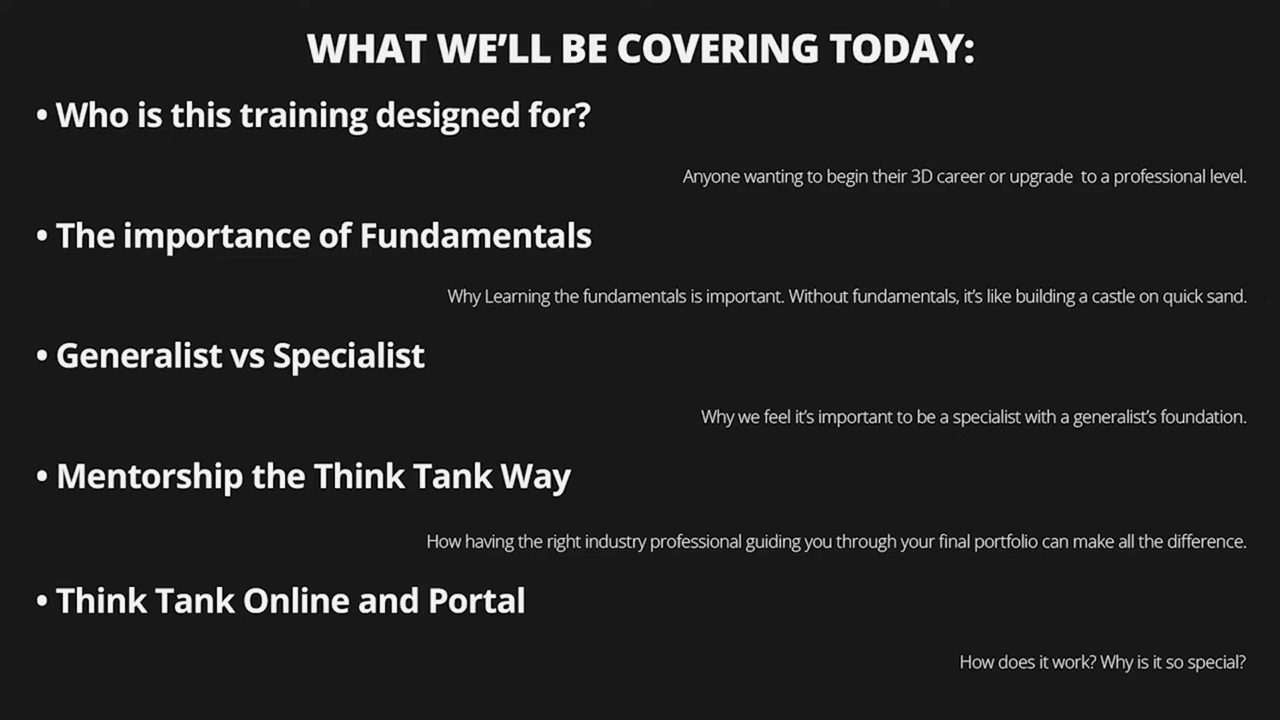 WHAT WE'LL BE COVERING TODAY:
• Who is this training designed for?
Anyone wanting to begin their 3D career or upgrade to a professional level.
• The importance of Fundamentals
Why Learning the fundamentals is important. Without fundamentals, it's like building a castle on quick sand.
• Generalist vs Specialist
Why we feel it's important to be a specialist with a generalist's foundation.
• Mentorship the Think Tank Way
How having the right industry professional guiding you through your final portfolio can make all the difference.
• Think Tank Online and Portal
How does it work? Why is it so special?